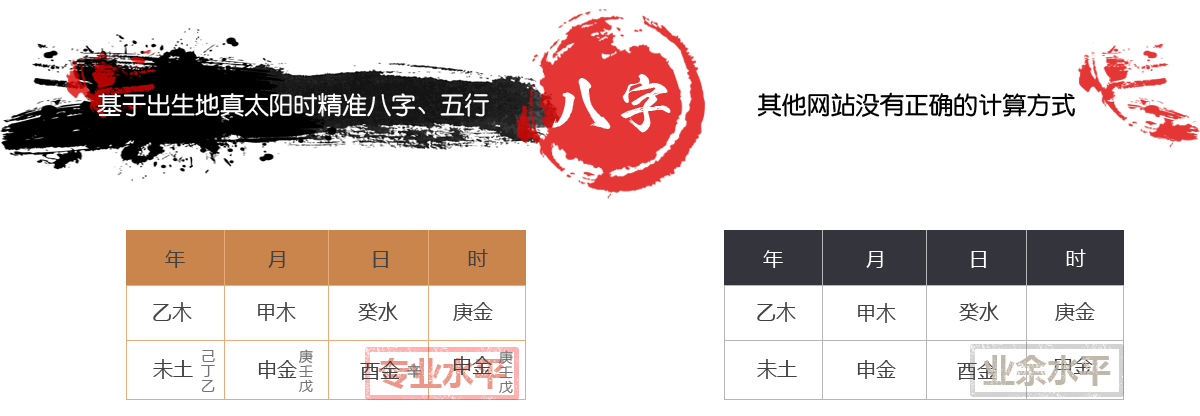 基于出生地真太阳时精准八字、五行
八字
其他网站没有正确的计算方式
年 月 日 时
乙木 甲木 癸水 庚金
未土 己丁乙 申金 庚壬戊 酉金 辛 申金 庚壬戊
专业水平
年 月 日 时
乙木 甲木 癸水 庚金
未土 申金 酉金 申金
业余水平